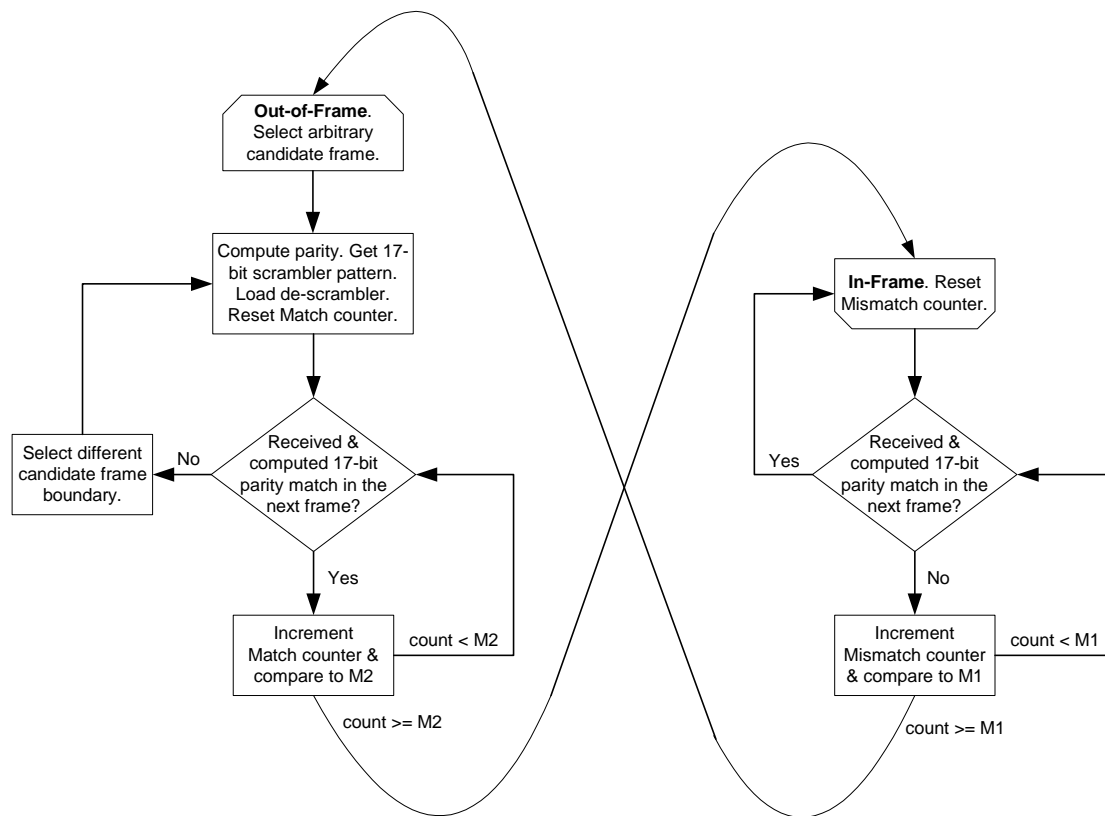 Out-of-Frame.
Select arbitrary
candidate frame.
Compute parity. Get 17-
bit scrambler pattern.
Load de-scrambler.
Reset Match counter.
Select different
candidate frame
boundary.
No
Received &
computed 17-bit
parity match in the
next frame?
Yes
Increment
Match counter &
compare to M2
count < M2
count >= M2
In-Frame. Reset
Mismatch counter.
Yes
Received &
computed 17-bit
parity match in the
next frame?
No
Increment
Mismatch counter
& compare to M1
count < M1
count >= M1